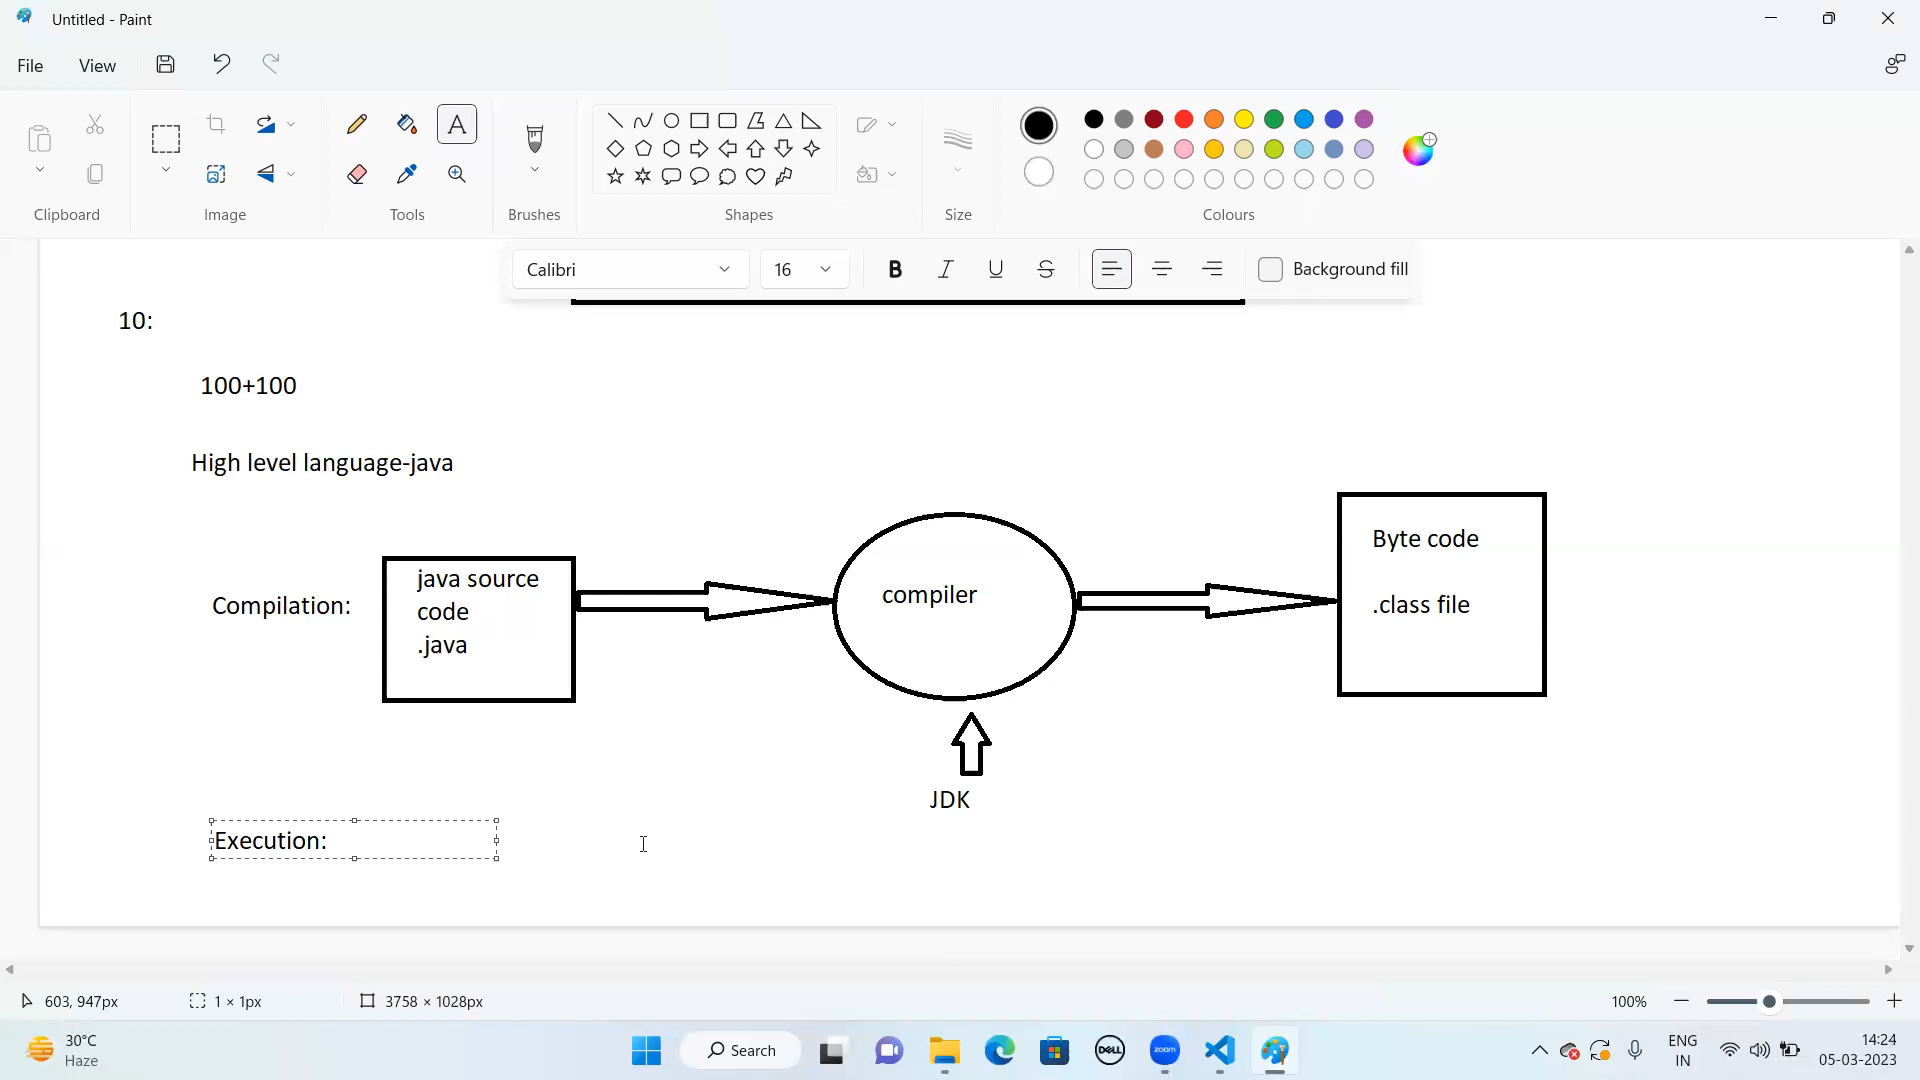 Untitled - Paint
File
View
Clipboard
Image
Tools
Brushes
Shapes
Size
Colours
Calibri
16
B
I
U
S
Background fill
10:
100+100
High level language-java
Compilation:
java source
code
.java
compiler
Byte code
.class file
JDK
Execution:
603, 947px
1 × 1px
3758 × 1028px
100%
30°C
Haze
Search
DELL
zoom
ENG
IN
14:24
05-03-2023